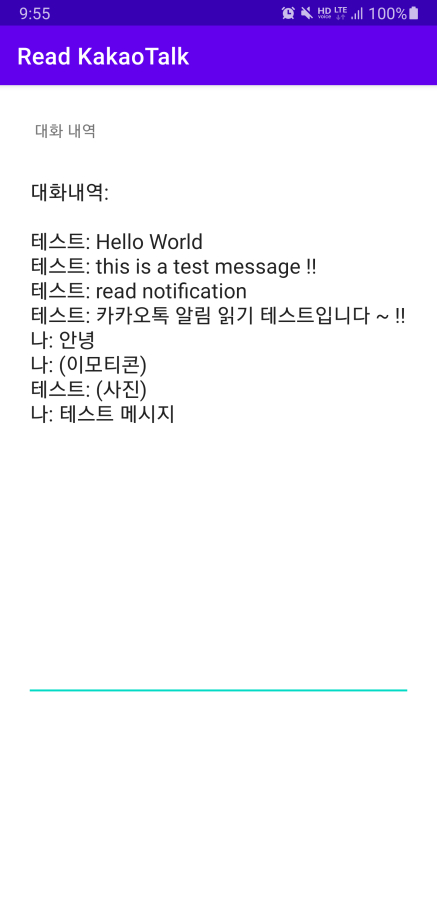 9:55
HD voice LTE 100%
Read KakaoTalk
대화 내역
대화내역:
테스트: Hello World
테스트: this is a test message !!
테스트: read notification
테스트: 카카오톡 알림 읽기 테스트입니다 ~ !!
나: 안녕
나: (이모티콘)
테스트: (사진)
나: 테스트 메시지